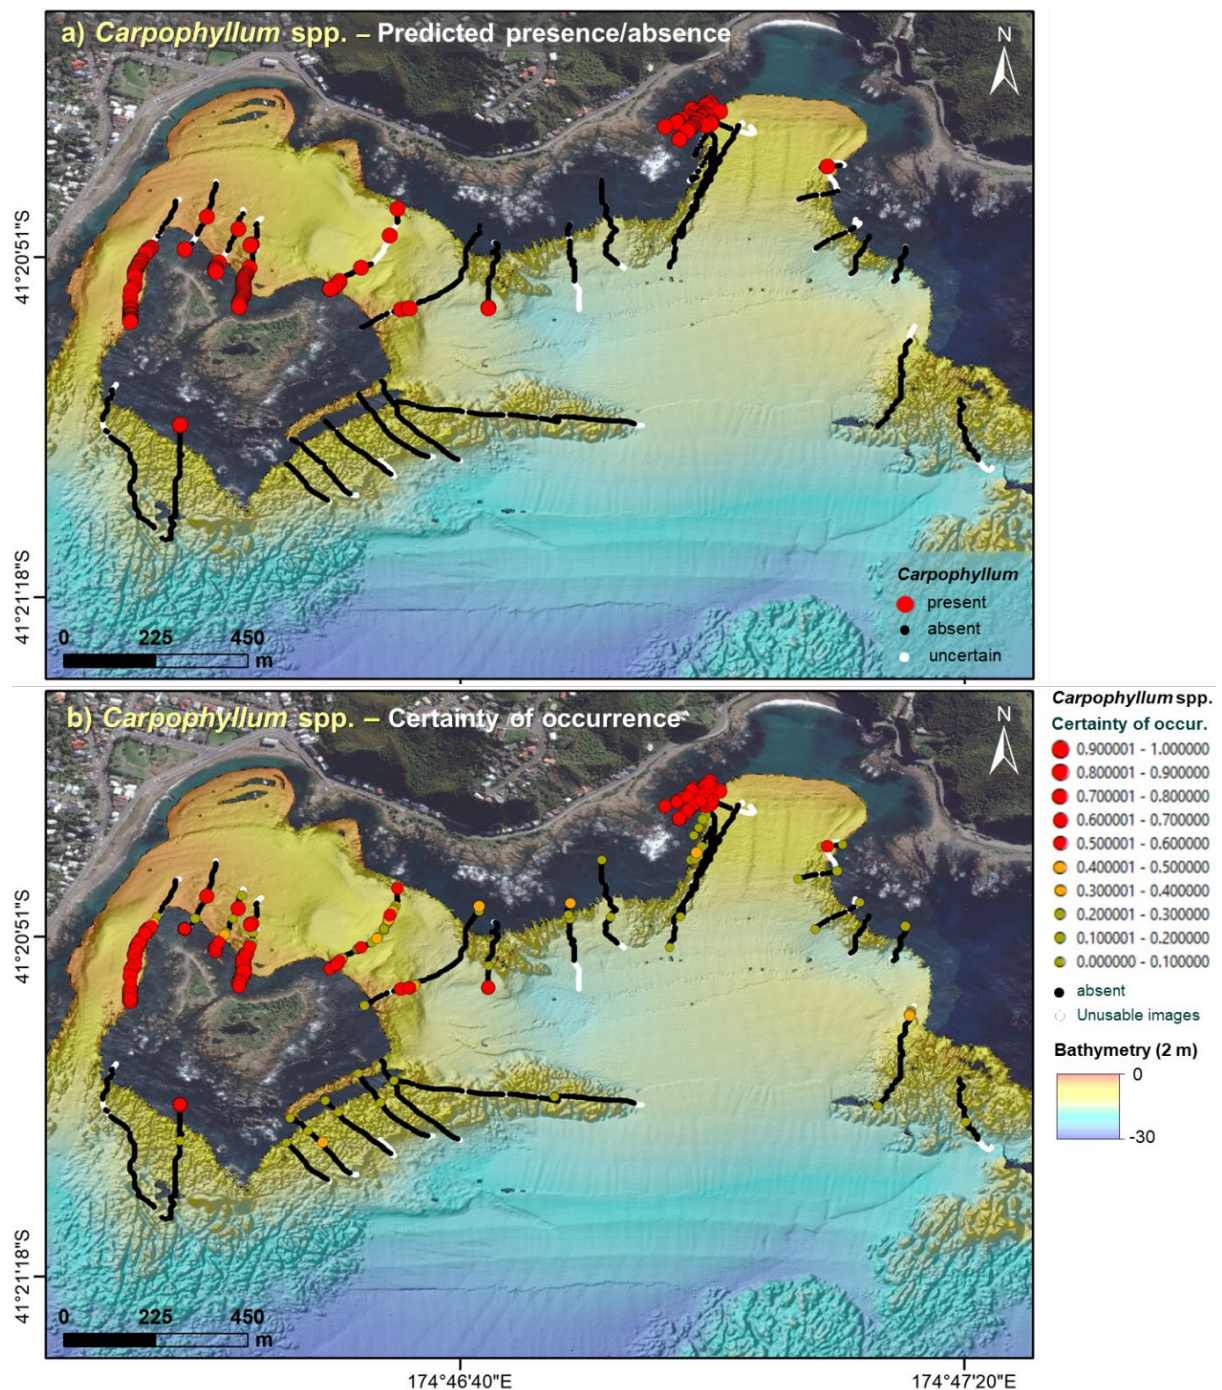 a) Carpophyllum spp. – Predicted presence/absence
N
41°20'51"S
41°21'18"S
Carpophyllum
present
absent
uncertain
0 225 450
m
b) Carpophyllum spp. – Certainty of occurrence
N
41°20'51"S
41°21'18"S
0 225 450
m
174°46'40"E
174°47'20"E
Carpophyllum spp.
Certainty of occur.
0.900001 - 1.000000
0.800001 - 0.900000
0.700001 - 0.800000
0.600001 - 0.700000
0.500001 - 0.600000
0.400001 - 0.500000
0.300001 - 0.400000
0.200001 - 0.300000
0.100001 - 0.200000
0.000000 - 0.100000
absent
Unusable images
Bathymetry (2 m)
0
-30